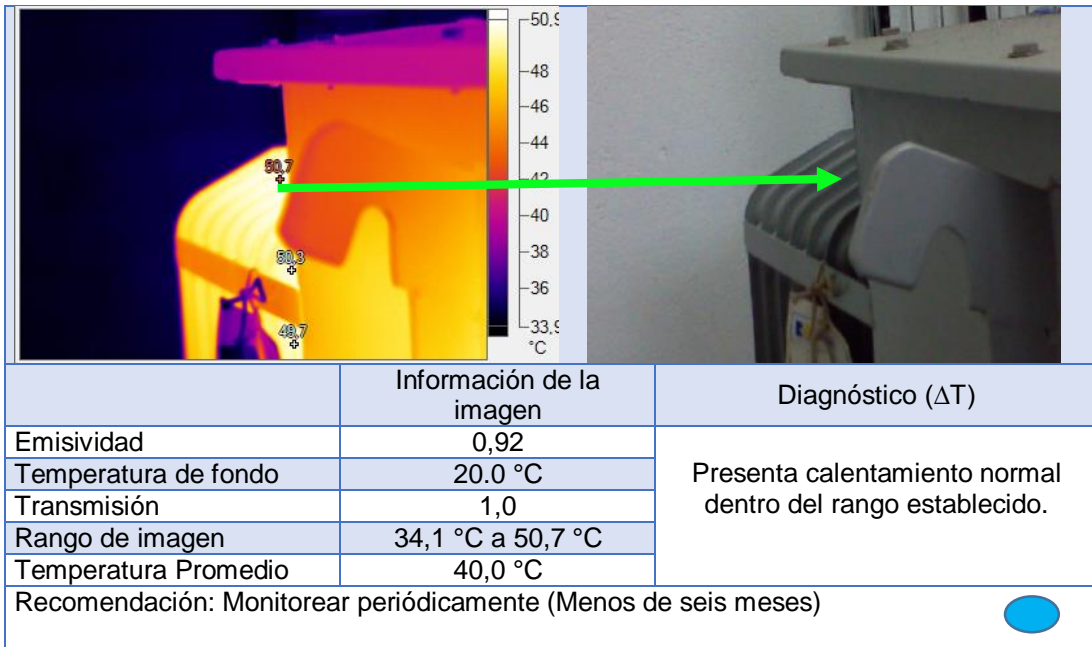 50,9
48
46
44
42
40
38
36
33,9
°C
50,7
50,3
49,7
Información de la
imagen
Diagnóstico (∆T)
Emisividad
0,92
Temperatura de fondo
20.0 °C
Transmisión
1,0
Rango de imagen
34,1 °C a 50,7 °C
Temperatura Promedio
40,0 °C
Presenta calentamiento normal
dentro del rango establecido.
Recomendación: Monitorear periódicamente (Menos de seis meses)